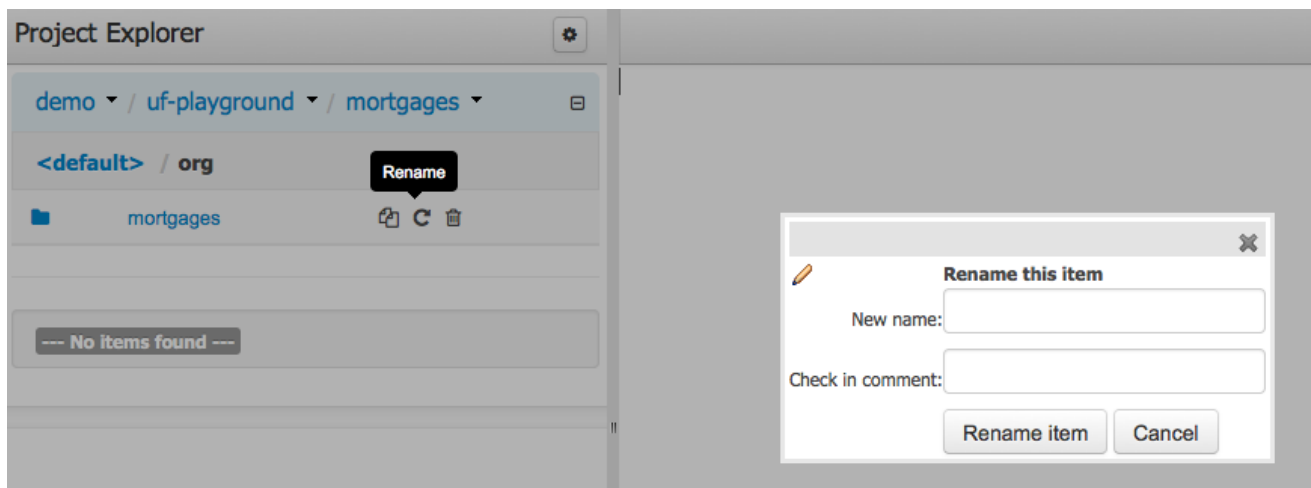 Project Explorer
demo / uf-playground / mortgages
<default> / org
Rename
mortgages
--- No items found ---
Rename this item
New name:
Check in comment:
Rename item Cancel